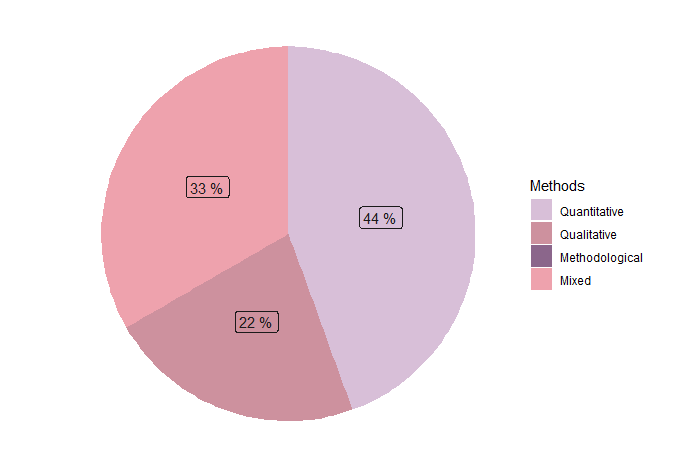 33 %
44 %
22 %
Methods
Quantitative
Qualitative
Methodological
Mixed